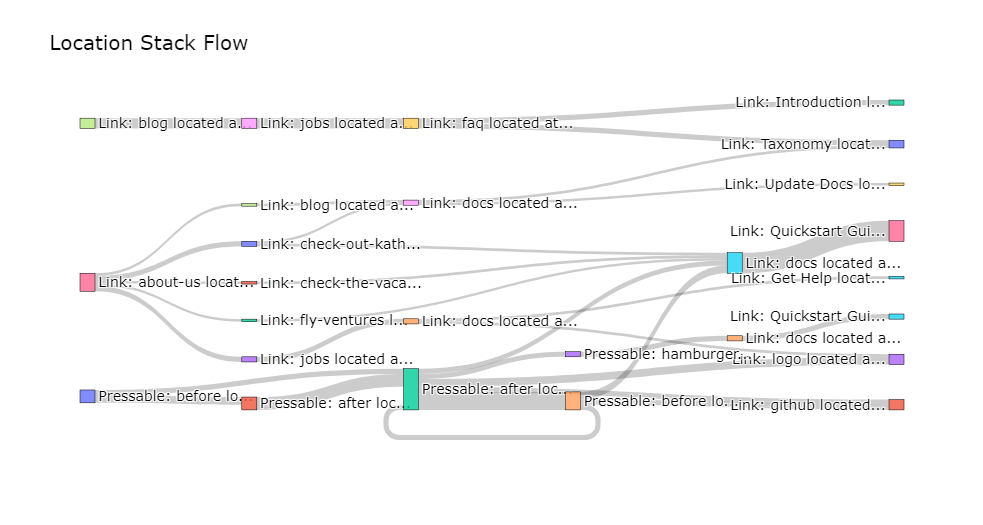 Location Stack Flow
Link: Introduction l...
Link: blog located a...
Link: jobs located a...
Link: faq located at...
Link: Taxonomy locat...
Link: Update Docs lo...
Link: blog located a...
Link: docs located a...
Link: Quickstart Gui...
Link: check-out-kath...
Link: docs located a...
Link: Get Help locat...
Link: about-us locat...
Link: check-the-vaca...
Link: Quickstart Gui...
Link: fly-ventures l...
Link: docs located a...
Link: docs located a...
Pressable: hamburger...
Link: logo located a...
Link: jobs located a...
Pressable: after loc...
Pressable: before lo...
Pressable: after loc...
Pressable: before lo...
Link: github located...